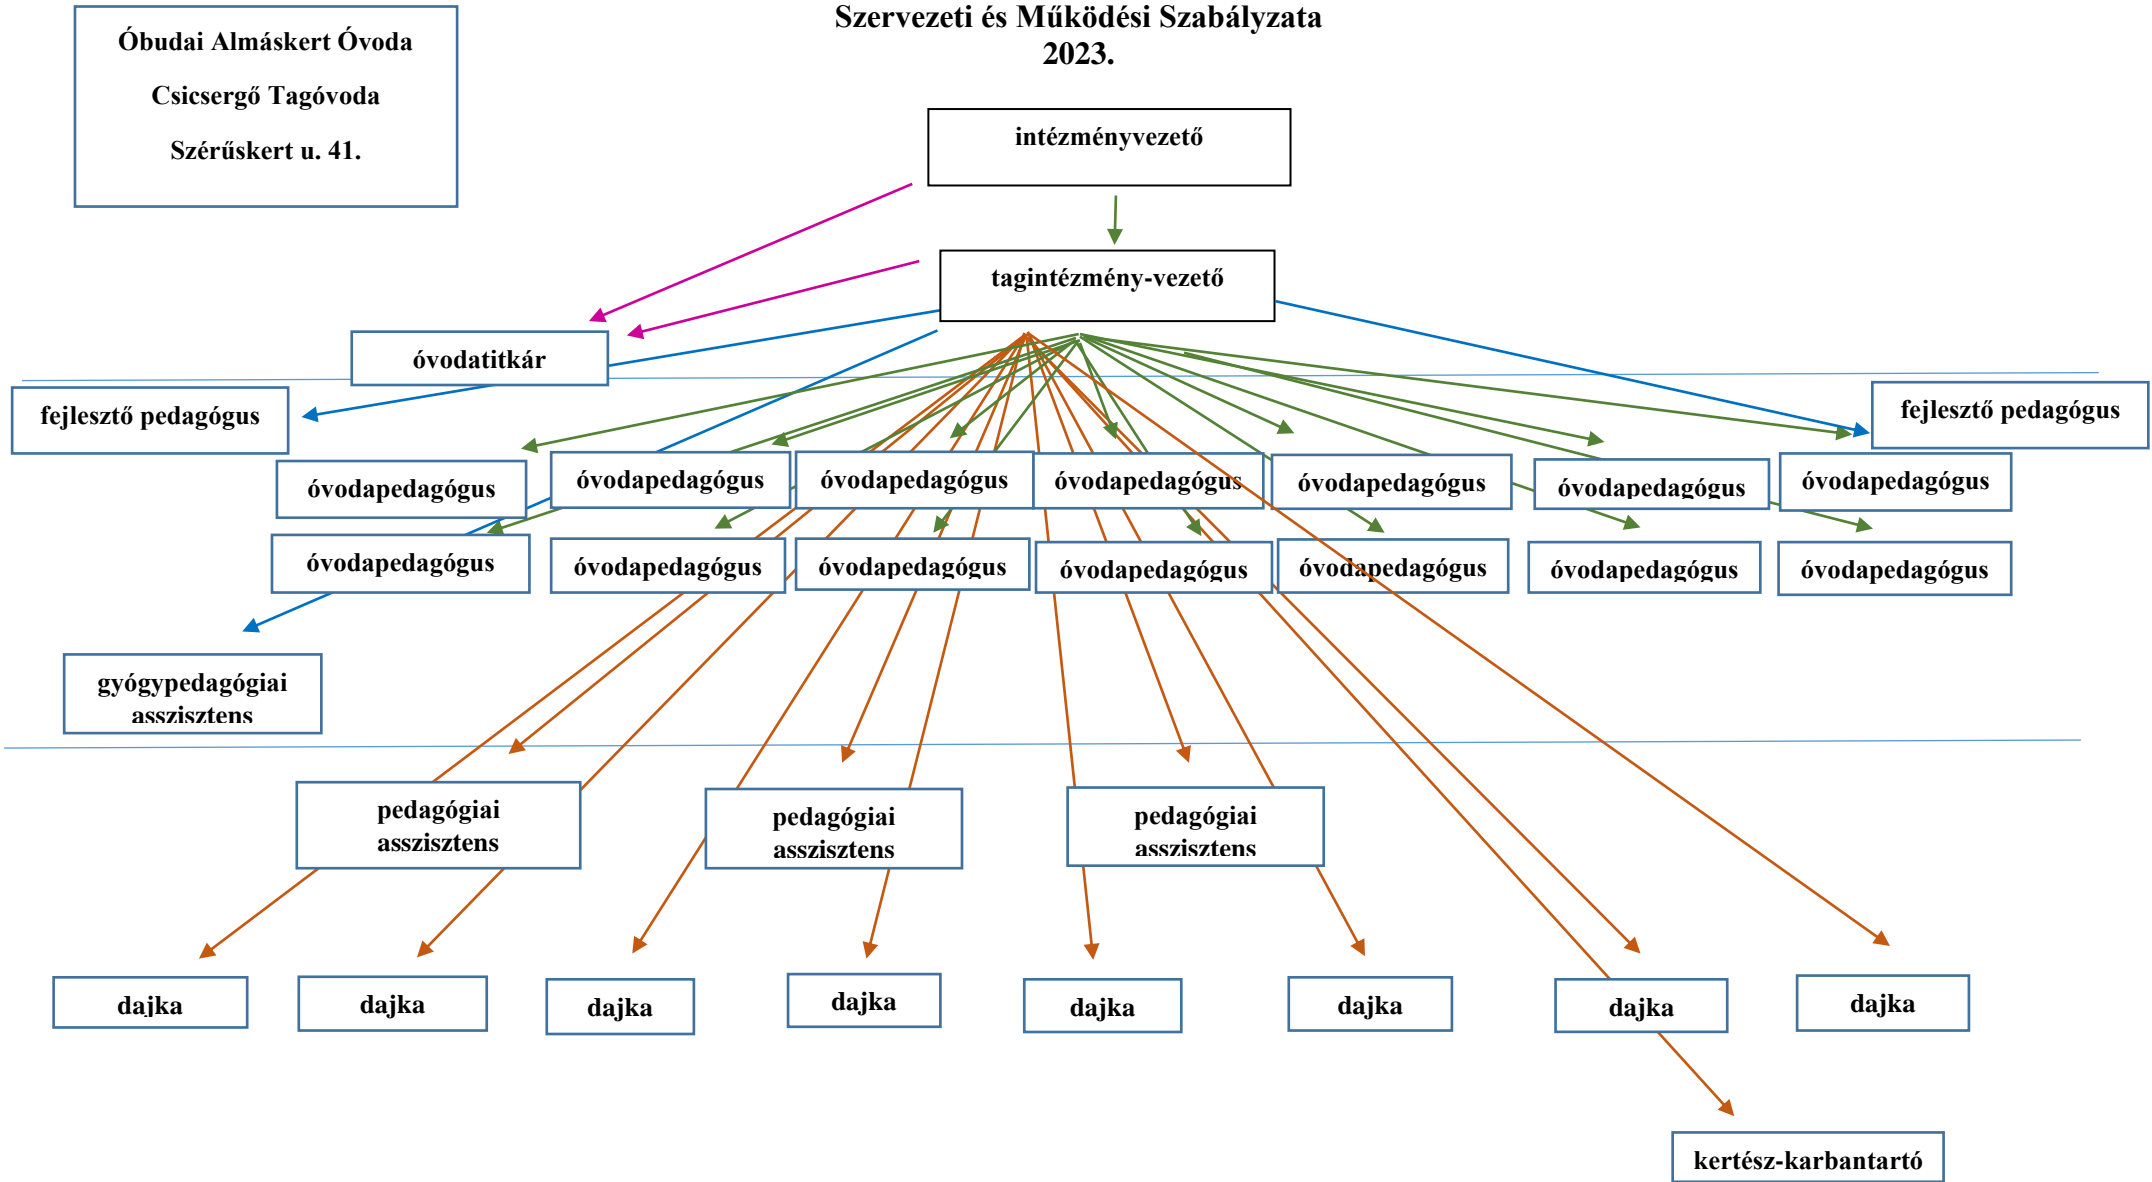 Szervezeti és Működési Szabályzata
2023.
Óbudai Almáskert Óvoda
Csicsergő Tagóvoda
Szérűskert u. 41.
intézményvezető
tagintézmény-vezető
óvodatitkár
fejlesztő pedagógus
fejlesztő pedagógus
óvodapedagógus
óvodapedagógus
óvodapedagógus
óvodapedagógus
óvodapedagógus
óvodapedagógus
óvodapedagógus
óvodapedagógus
óvodapedagógus
óvodapedagógus
óvodapedagógus
óvodapedagógus
óvodapedagógus
óvodapedagógus
gyógypedagógiai
asszisztens
pedagógiai
asszisztens
pedagógiai
asszisztens
pedagógiai
asszisztens
dajka
dajka
dajka
dajka
dajka
dajka
dajka
dajka
kertész-karbantartó